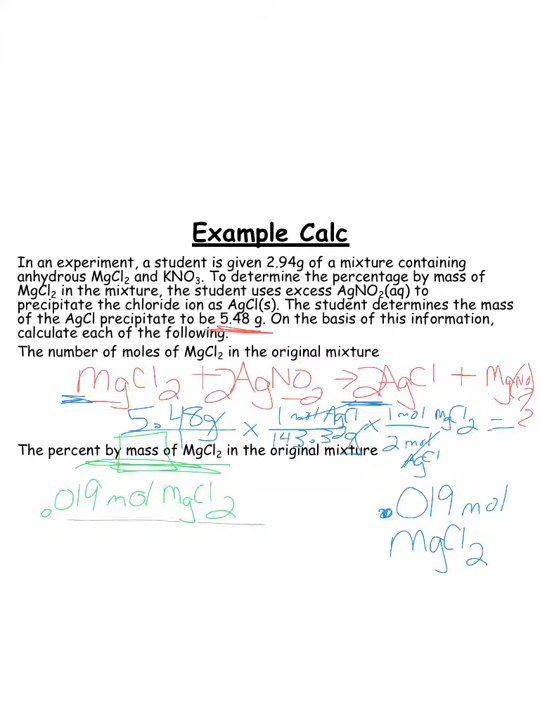 Example Calc
In an experiment, a student is given 2.94g of a mixture containing
anhydrous MgCl₂ and KNO₃. To determine the percentage by mass of
MgCl₂ in the mixture, the student uses excess AgNO₂(aq) to
precipitate the chloride ion as AgCl(s). The student determines the mass
of the AgCl precipitate to be 5.48 g. On the basis of this information,
calculate each of the following.
The number of moles of MgCl₂ in the original mixture
MgCl₂ + 2AgNO₂ → 2AgCl + Mg(NO₂)₂
5.48g × 1 mol AgCl / 143.30g × 1 mol MgCl₂ / 2 mol AgCl =
The percent by mass of MgCl₂ in the original mixture
.019 mol MgCl₂
.019 mol
MgCl₂